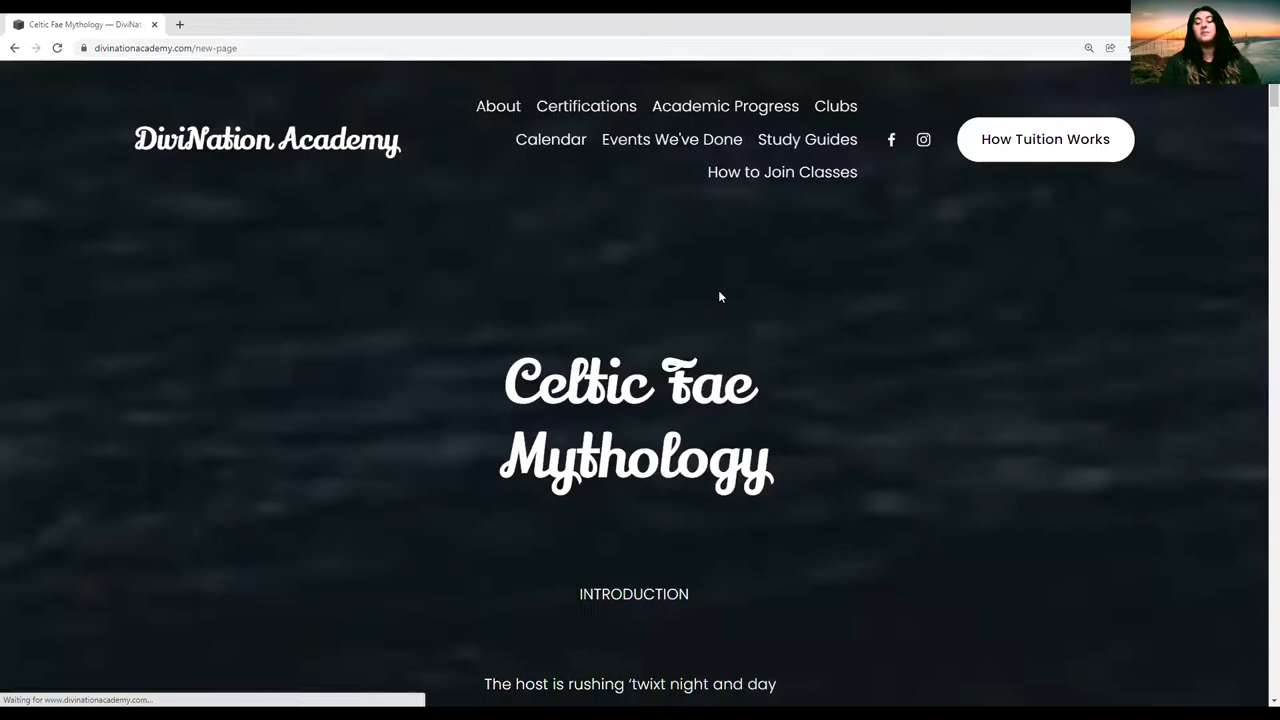 Celtic Fae Mythology — DiviNat
divinationacademy.com/new-page
DiviNation Academy
About Certifications Academic Progress Clubs
Calendar Events We've Done Study Guides
How to Join Classes
How Tuition Works
Celtic Fae
Mythology
INTRODUCTION
The host is rushing ‘twixt night and day
Waiting for www.divinationacademy.com...